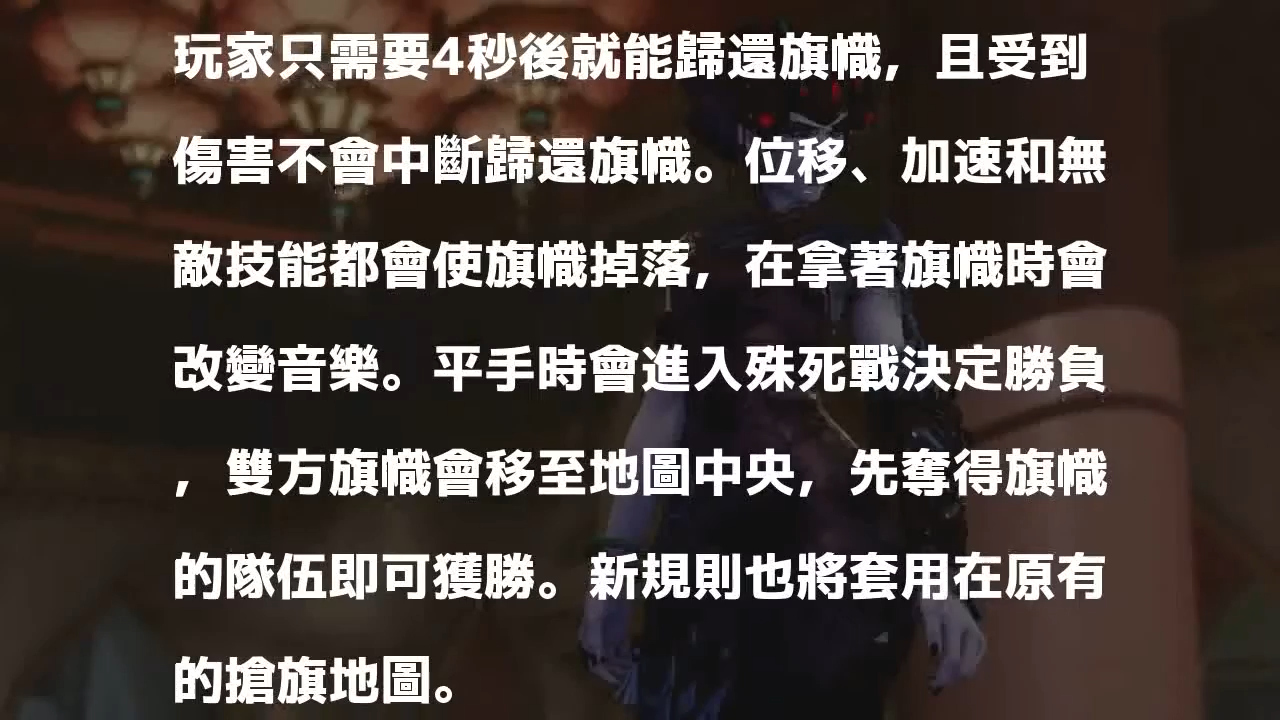 玩家只需要4秒後就能歸還旗幟，且受到
傷害不會中斷歸還旗幟。位移、加速和無
敵技能都會使旗幟掉落，在拿著旗幟時會
改變音樂。平手時會進入殊死戰決定勝負
，雙方旗幟會移至地圖中央，先奪得旗幟
的隊伍即可獲勝。新規則也將套用在原有
的搶旗地圖。